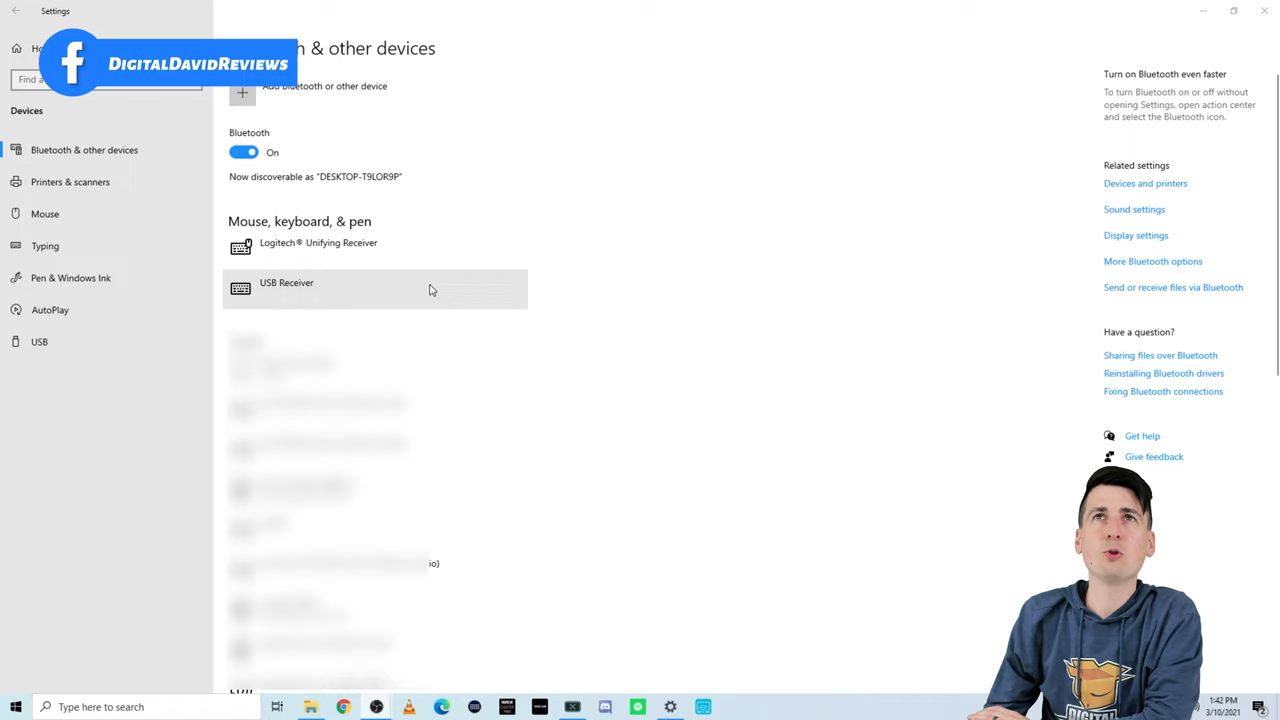 Settings
DigitalDavidReviews
& other devices
Find a
Add Bluetooth or other device
Devices
Bluetooth
On
Bluetooth & other devices
Now discoverable as "DESKTOP-T9LOR9P"
Printers & scanners
Mouse
Typing
Pen & Windows Ink
AutoPlay
USB
Mouse, keyboard, & pen
Logitech® Unifying Receiver
USB Receiver
io)
Turn on Bluetooth even faster
To turn Bluetooth on or off without
opening Settings, open action center
and select the Bluetooth icon.
Related settings
Devices and printers
Sound settings
Display settings
More Bluetooth options
Send or receive files via Bluetooth
Have a question?
Sharing files over Bluetooth
Reinstalling Bluetooth drivers
Fixing Bluetooth connections
Get help
Give feedback
DIGITAL
Type here to search
1:42 PM
3/10/2021
2